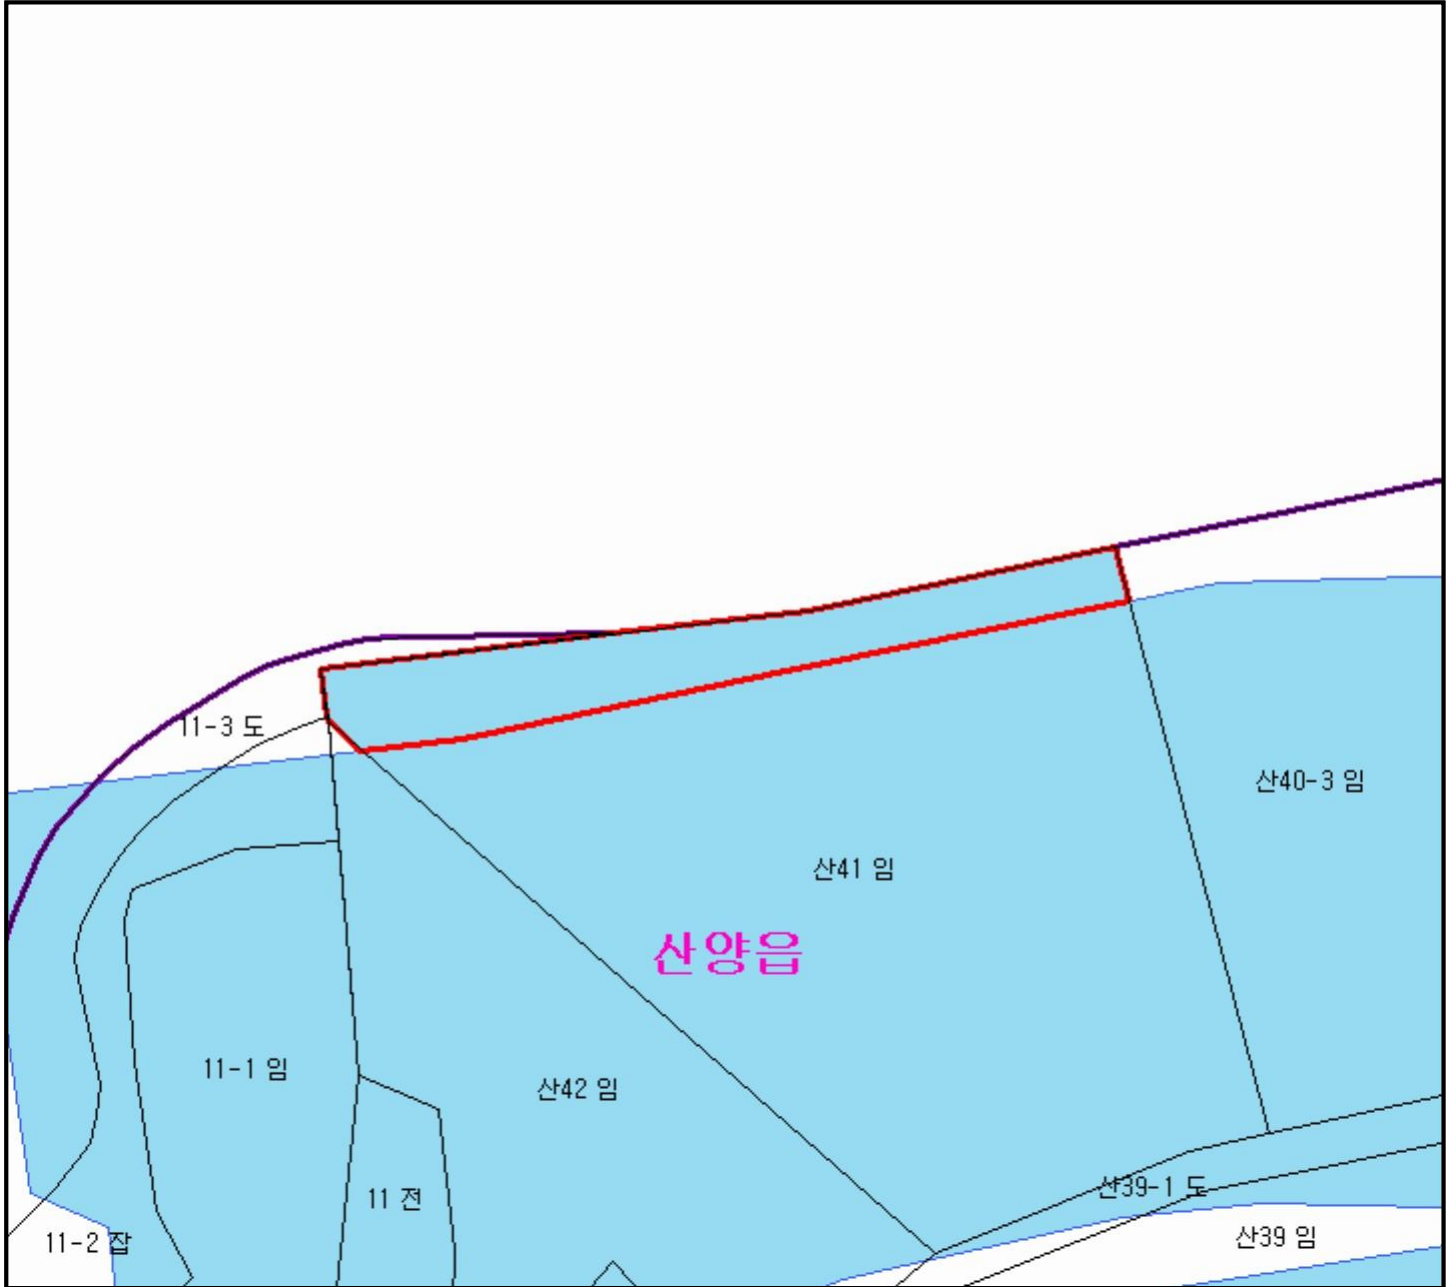 11-3 도
산40-3 임
산41 임
산양읍
11-1 임
산42 임
산39-1 도
11 전
산39 임
11-2 잡